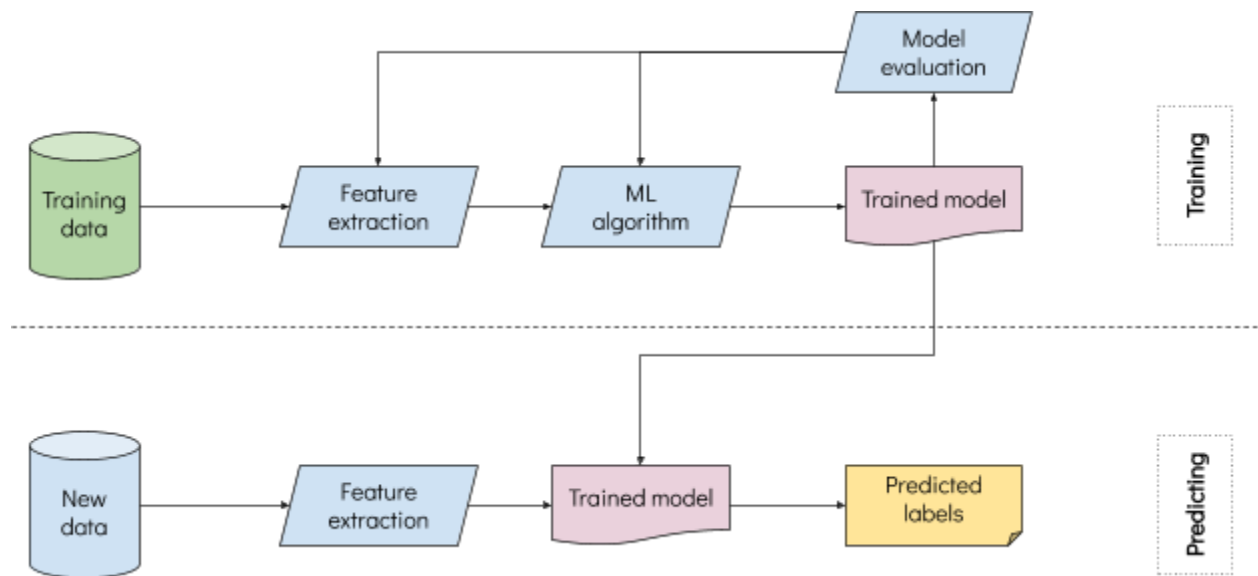 Model
evaluation
Training
data
Feature
extraction
ML
algorithm
Trained model
Training
New
data
Feature
extraction
Trained model
Predicted
labels
Predicting